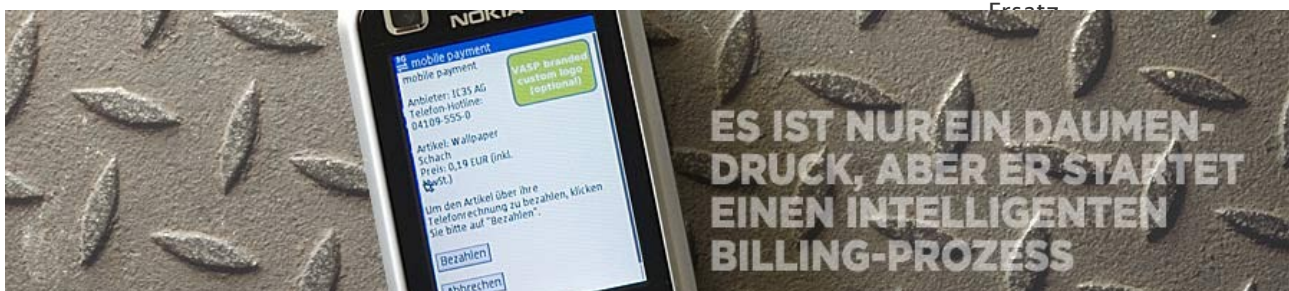 Ersatz
NOKIA
3G mobile payment
mobile payment
VASP branded
custom logo
(optional)
Anbieter: IC35 AG
Telefon-Hotline:
04109-555-0
Artikel: Wallpaper
Schach
Preis: 0,19 EUR (inkl.
MwSt.)
Um den Artikel über ihre
Telefonrechnung zu bezahlen, klicken
Sie bitte auf "Bezahlen".
Bezahlen
Abbrechen
ES IST NUR EIN DAUMEN-
DRUCK, ABER ER STARTET
EINEN INTELLIGENTEN
BILLING-PROZESS